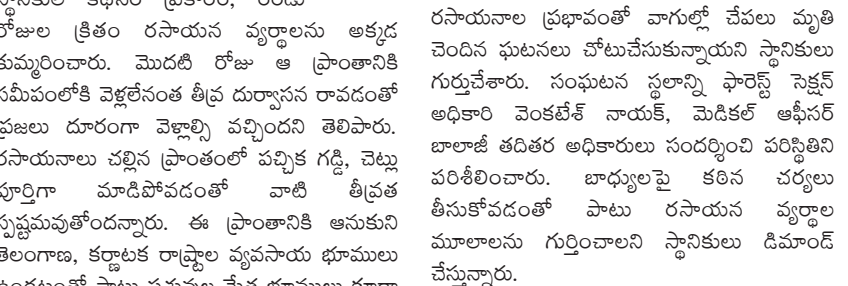 స్థానికుల కథనం ప్రకారం, రెండు
రోజుల క్రితం రసాయన వ్యర్థాలను అక్కడ
కుమ్మరించారు. మొదటి రోజు ఆ ప్రాంతానికి
సమీపంలోకి వెళ్లలేనంత తీవ్ర దుర్వాసన రావడంతో
ప్రజలు దూరంగా వెళ్లాల్సి వచ్చిందని తెలిపారు.
రసాయనాలు చల్లిన ప్రాంతంలో పచ్చిక గడ్డి, చెట్లు
పూర్తిగా మాడిపోవడంతో వాటి తీవ్రత
స్పష్టమవుతోందన్నారు. ఈ ప్రాంతానికి ఆనుకుని
తెలంగాణ, కర్ణాటక రాష్ట్రాల వ్యవసాయ భూములు
రసాయనాల ప్రభావంతో వాగుల్లో చేపలు మృతి
చెందిన ఘటనలు చోటుచేసుకున్నాయని స్థానికులు
గుర్తుచేశారు. సంఘటన స్థలాన్ని ఫారెస్ట్ సెక్షన్
అధికారి వెంకటేశ్ నాయక్, మెడికల్ ఆఫీసర్
బాలాజీ తదితర అధికారులు సందర్శించి పరిస్థితిని
పరిశీలించారు. బాధ్యులపై కఠిన చర్యలు
తీసుకోవడంతో పాటు రసాయన వ్యర్థాల
మూలాలను గుర్తించాలని స్థానికులు డిమాండ్
చేస్తున్నారు.